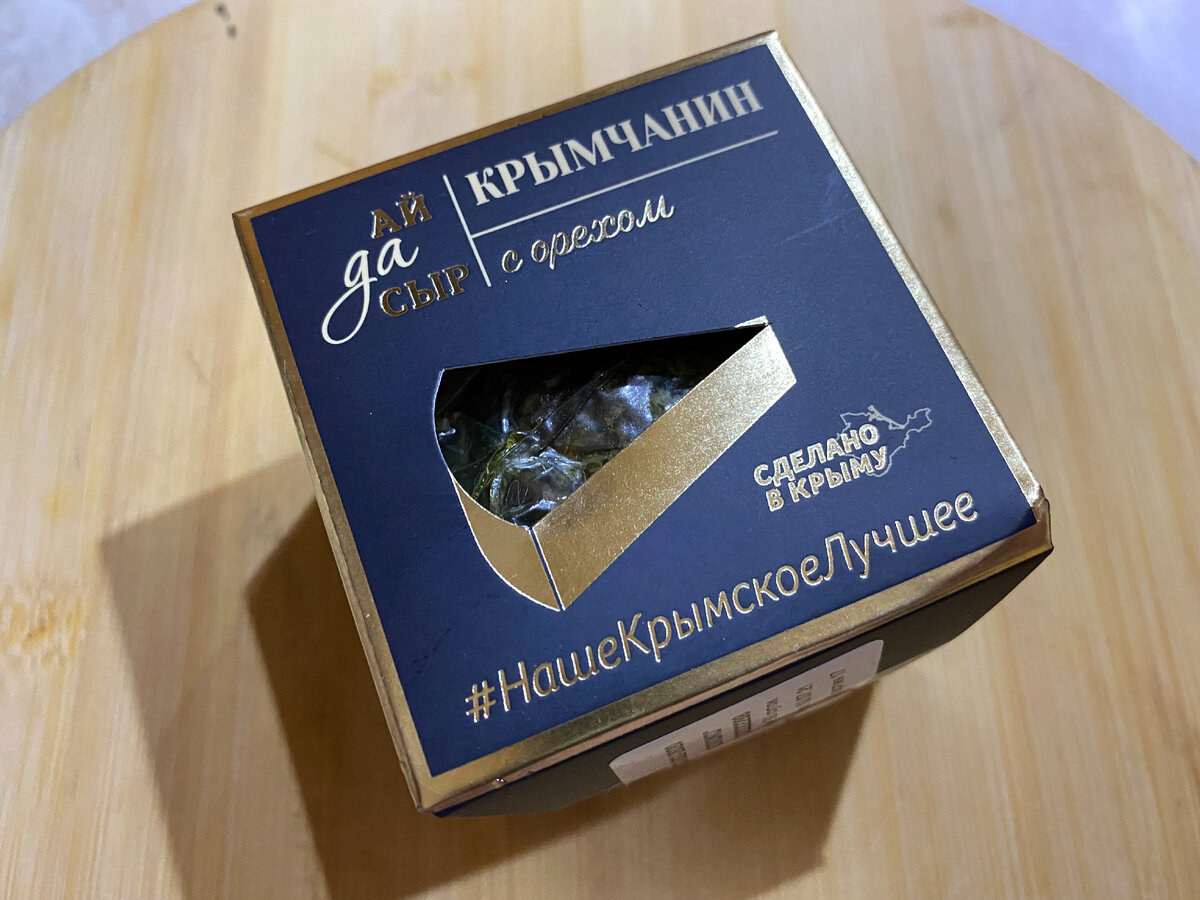 АЙ
да
СЫР
КРЫМЧАНИН
с орехом
СДЕЛАНО
В КРЫМУ
#НашеКрымскоеЛучшее